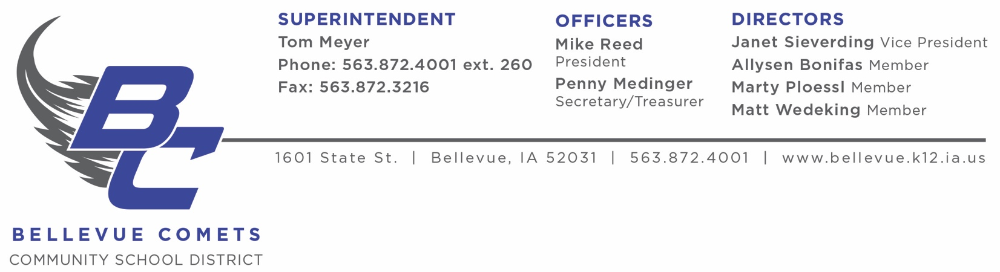 BC
BELLEVUE COMETS
COMMUNITY SCHOOL DISTRICT
SUPERINTENDENT
Tom Meyer
Phone: 563.872.4001 ext. 260
Fax: 563.872.3216
OFFICERS
Mike Reed
President
Penny Medinger
Secretary/Treasurer
DIRECTORS
Janet Sieverding Vice President
Allysen Bonifas Member
Marty Ploessl Member
Matt Wedeking Member
1601 State St. | Bellevue, IA 52031 | 563.872.4001 | www.bellevue.k12.ia.us